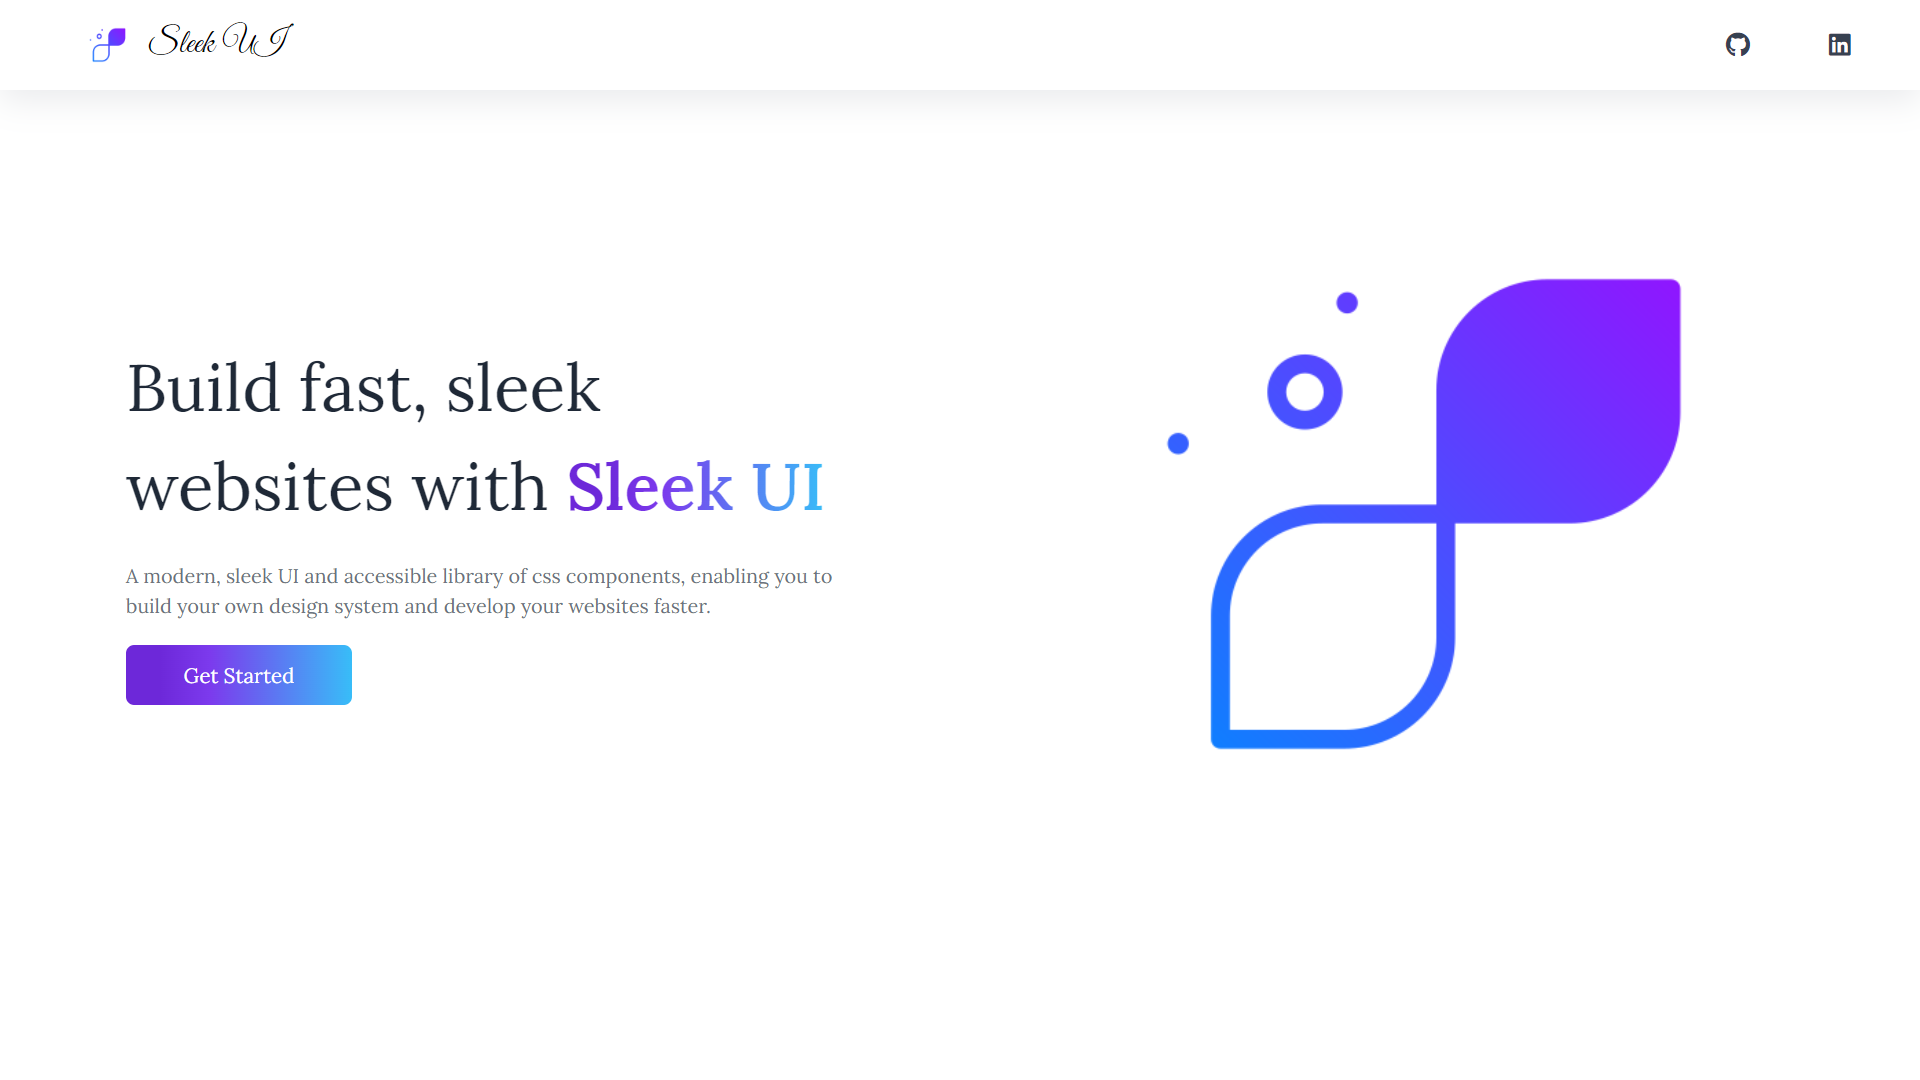 Sleek UI
Build fast, sleek
websites with Sleek UI
A modern, sleek UI and accessible library of css components, enabling you to
build your own design system and develop your websites faster.
Get Started